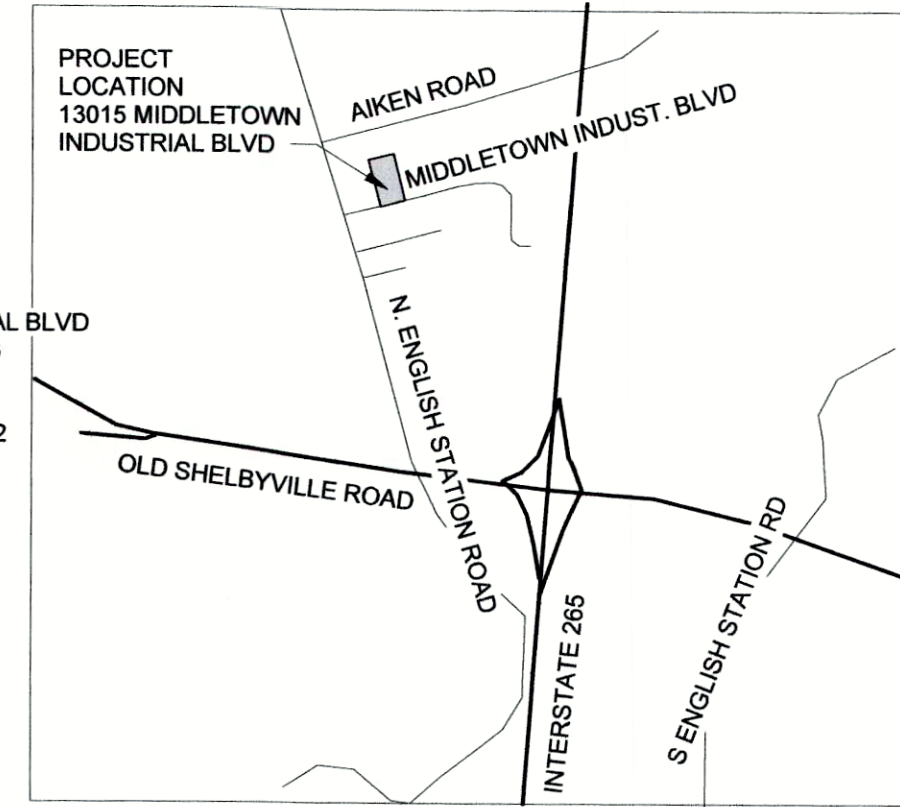 PROJECT
LOCATION
13015 MIDDLETOWN
INDUSTRIAL BLVD
AIKEN ROAD
MIDDLETOWN INDUST. BLVD
N. ENGLISH STATION ROAD
AL BLVD
2
OLD SHELBYVILLE ROAD
INTERSTATE 265
S ENGLISH STATION RD